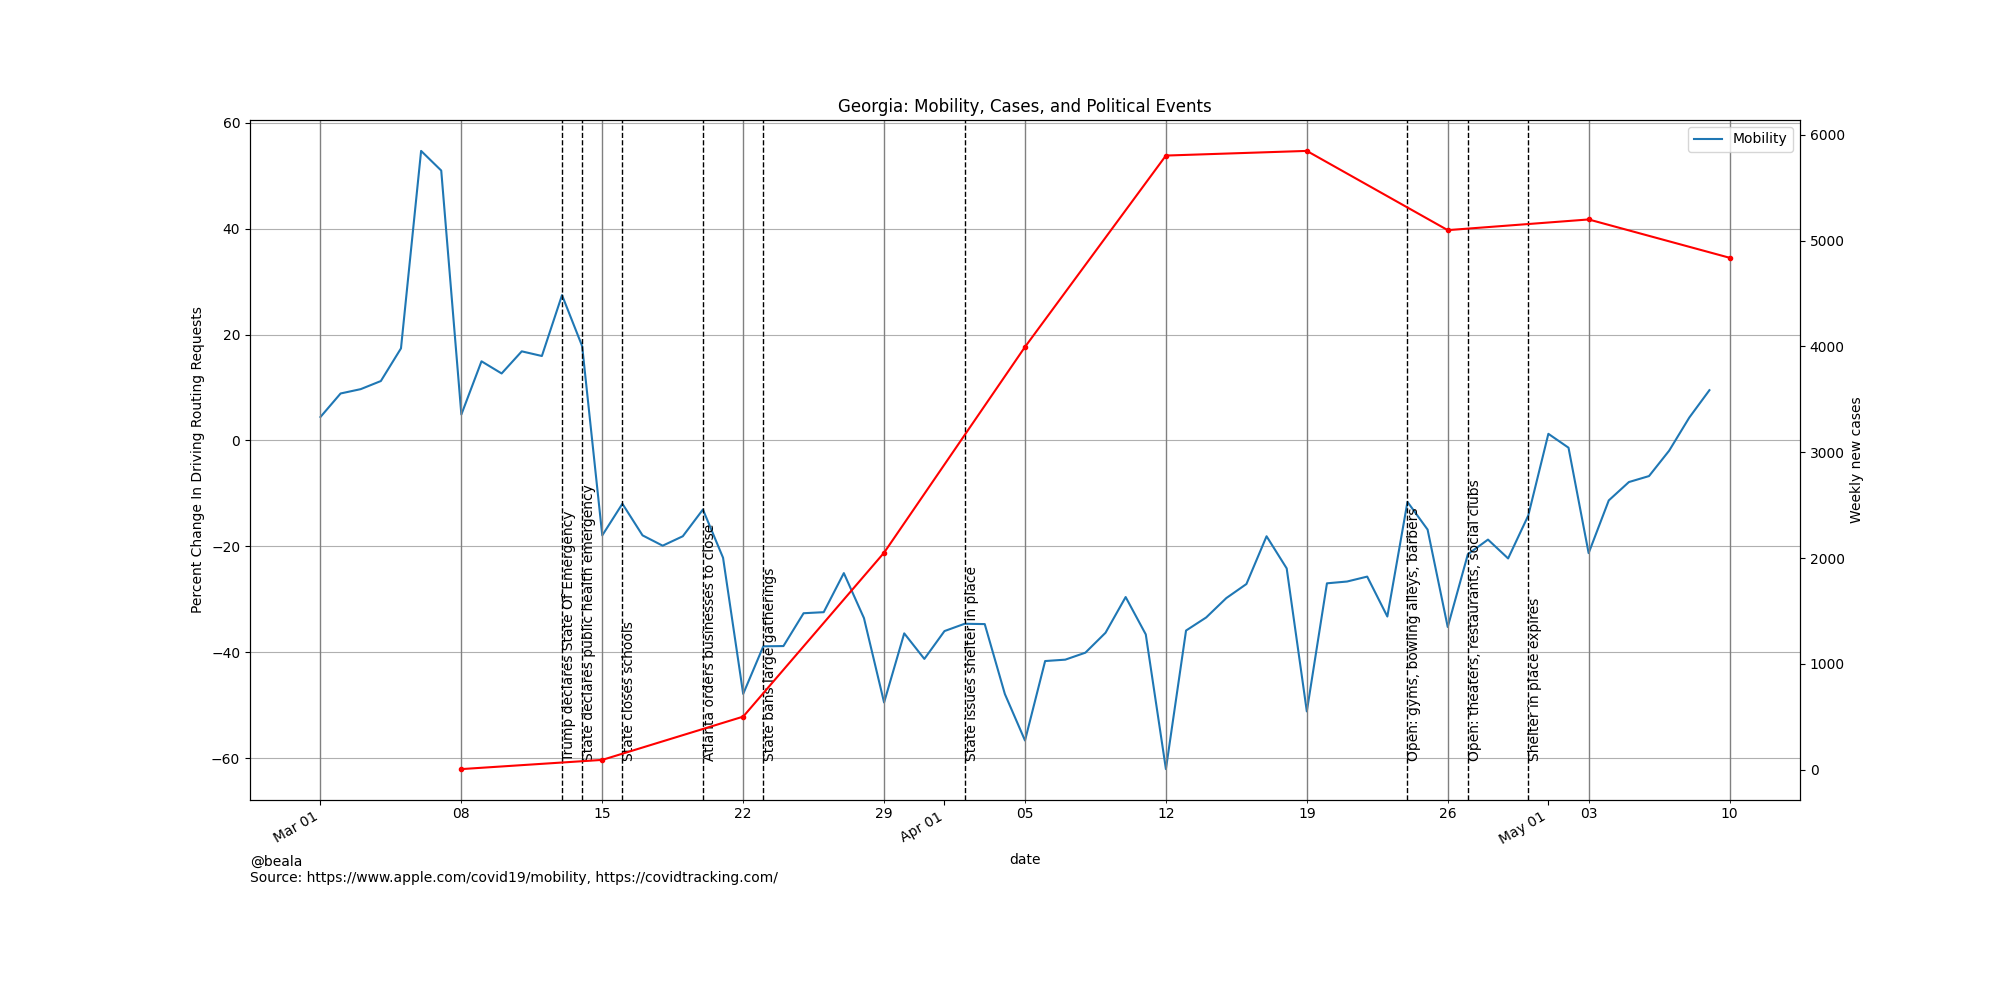 Georgia: Mobility, Cases, and Political Events
Mobility
Percent Change In Driving Routing Requests
60
40
20
0
−20
−40
−60
Weekly new cases
6000
5000
4000
3000
2000
1000
0
Trump declares State Of Emergency
State declares public health emergency
State closes schools
Atlanta orders businesses to close
State bans large gatherings
State issues shelter in place
Open: gyms, bowling alleys, barbers
Open: theaters, restaurants, social clubs
Shelter in place expires
Mar 01
08
15
22
29
Apr 01
05
12
19
26
May 01
03
10
date
@beala
Source: https://www.apple.com/covid19/mobility, https://covidtracking.com/